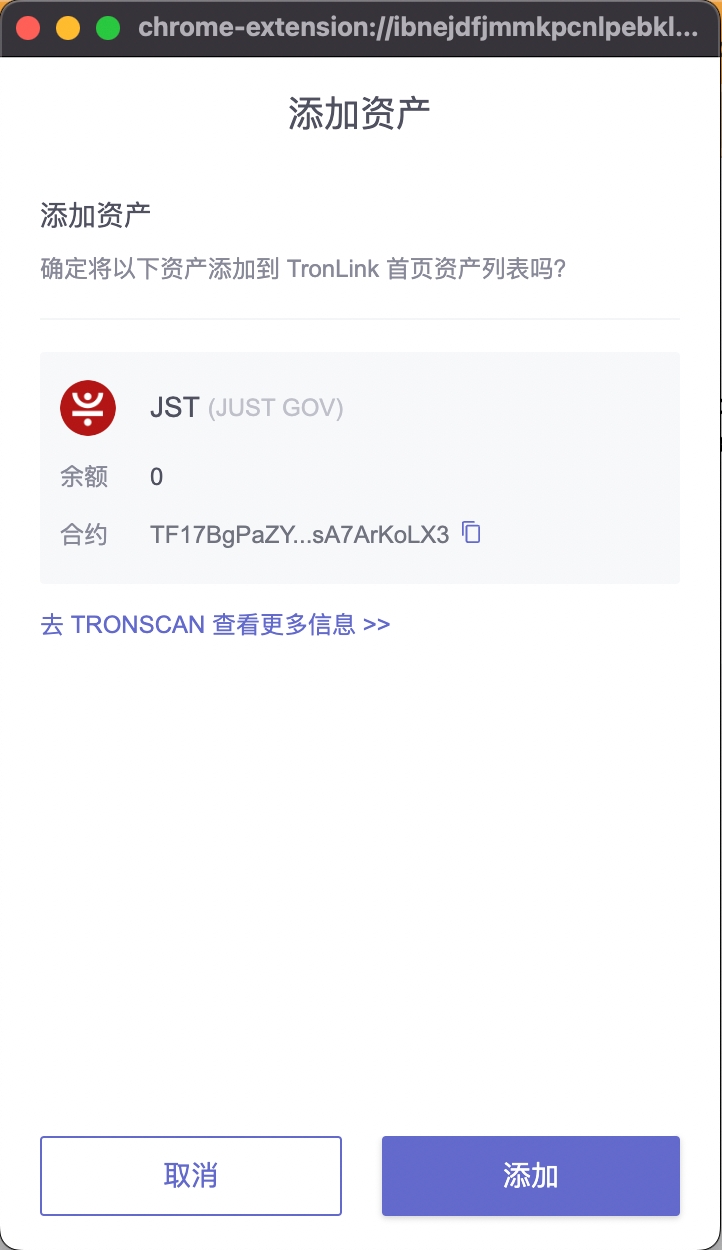 chrome-extension://ibnejdfjmmkpcnlpebkl...
添加资产
添加资产
确定将以下资产添加到 TronLink 首页资产列表吗?
JST (JUST GOV)
余额 0
合约 TF17BgPaZY...sA7ArKoLX3
去 TRONSCAN 查看更多信息 >>
取消 添加